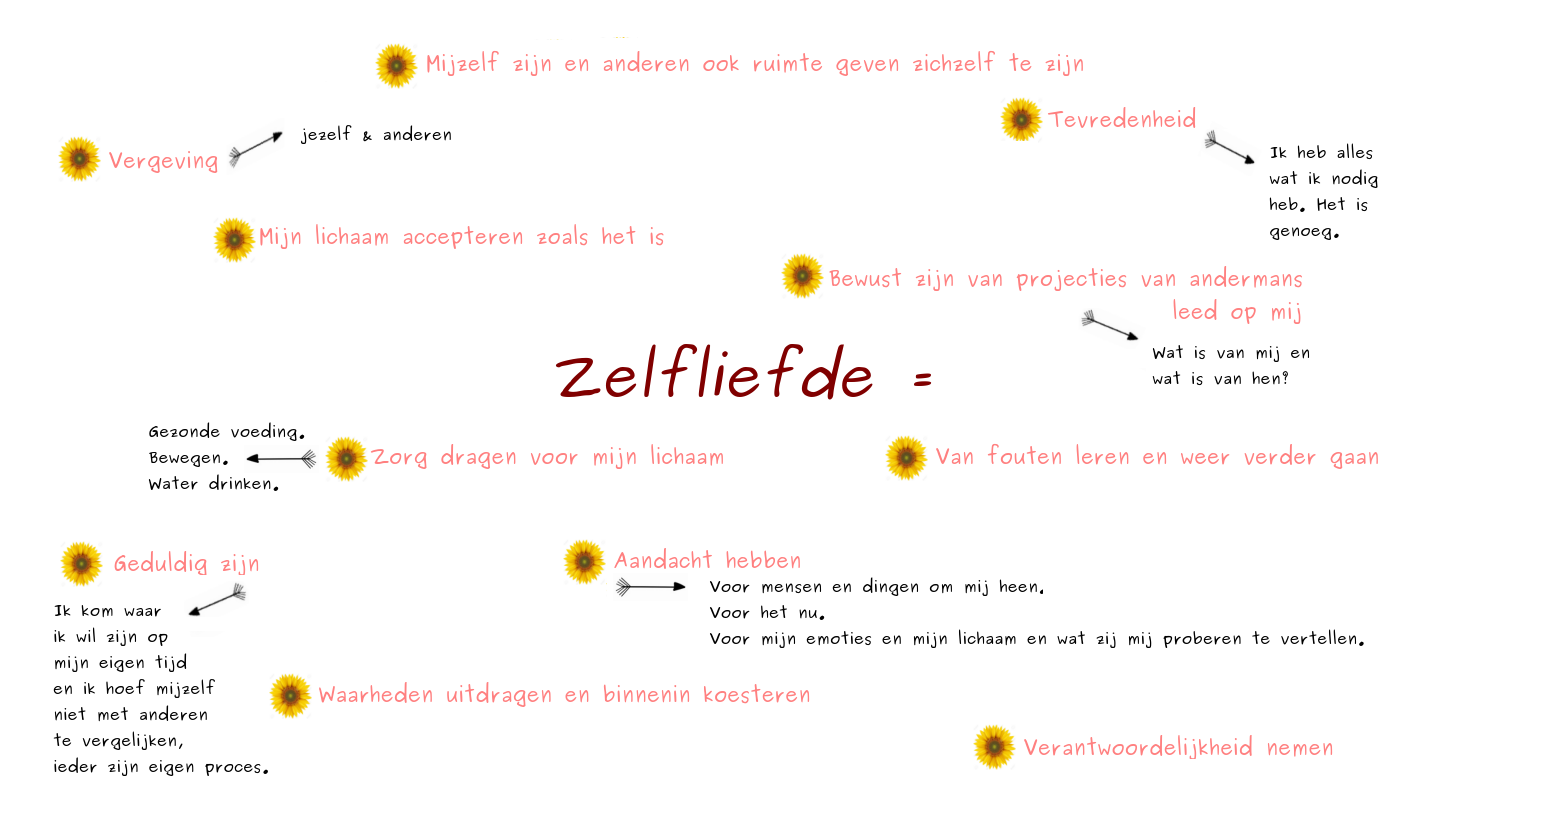 Mijzelf zijn en anderen ook ruimte geven zichzelf te zijn
Tevredenheid
Ik heb alles
wat ik nodig
heb. Het is
genoeg.
Vergeving
jezelf & anderen
Mijn lichaam accepteren zoals het is
Bewust zijn van projecties van andermans
leed op mij
Wat is van mij en
wat is van hen?
Zelfliefde =
Gezonde voeding.
Bewegen.
Water drinken.
Zorg dragen voor mijn lichaam
Van fouten leren en weer verder gaan
Geduldig zijn
Ik kom waar
ik wil zijn op
mijn eigen tijd
en ik hoef mijzelf
niet met anderen
te vergelijken,
ieder zijn eigen proces.
Aandacht hebben
Voor mensen en dingen om mij heen.
Voor het nu.
Voor mijn emoties en mijn lichaam en wat zij mij proberen te vertellen.
Waarheden uitdragen en binnenin koesteren
Verantwoordelijkheid nemen